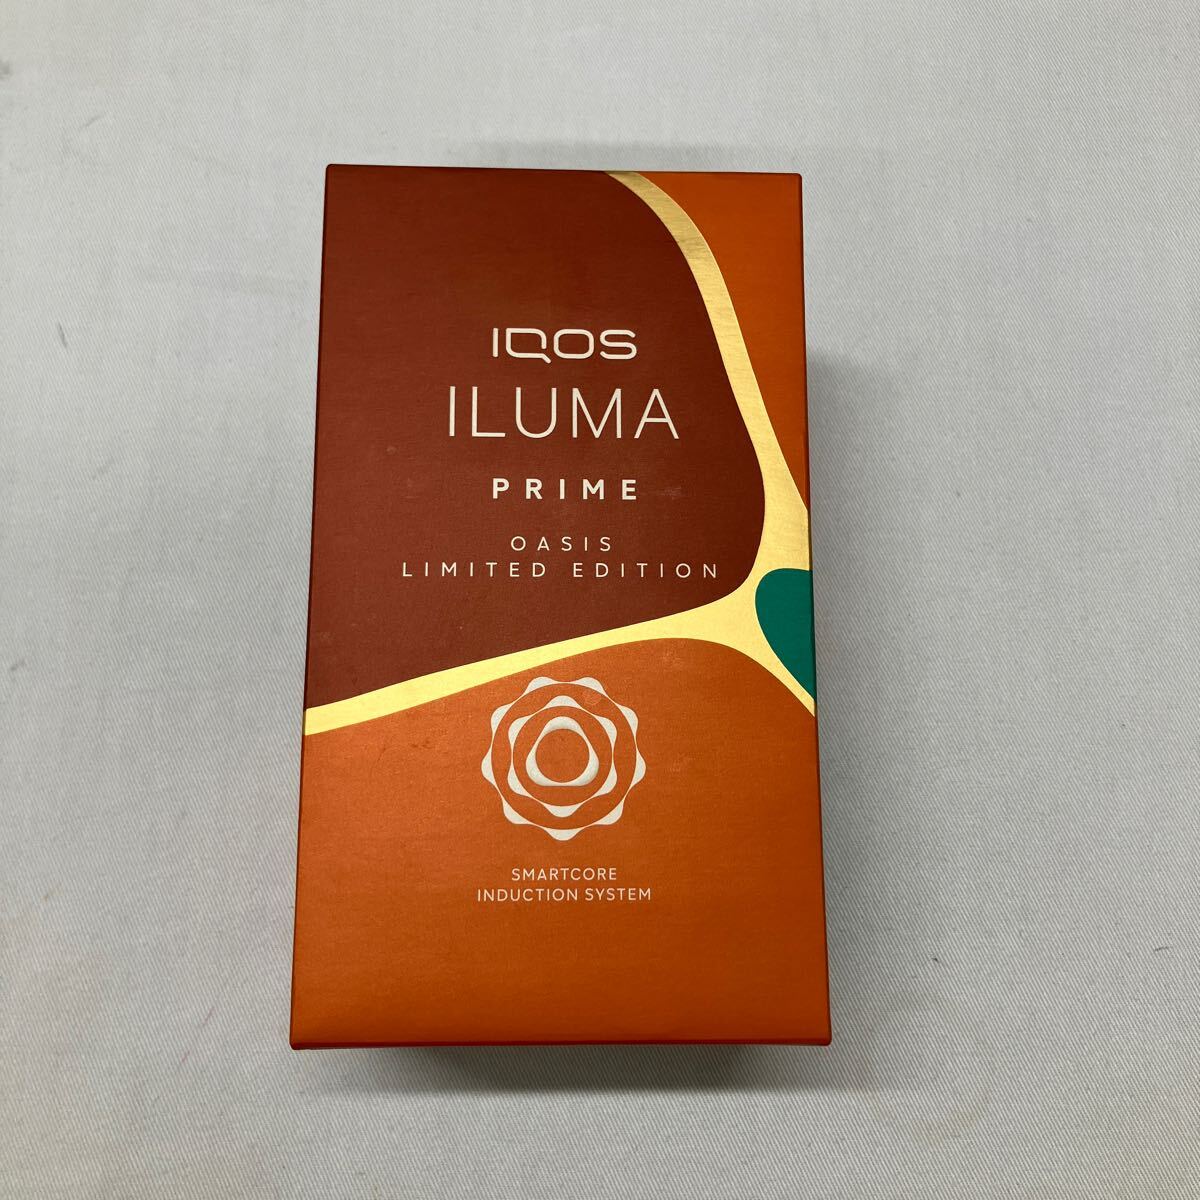 IQOS
ILUMA
PRIME
OASIS
LIMITED EDITION
SMARTCORE
INDUCTION SYSTEM